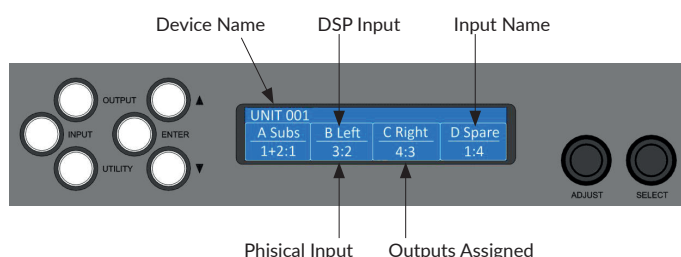 Device Name DSP Input Input Name
OUTPUT ▲
INPUT ENTER
UTILITY ▼
UNIT 001
A Subs B Left C Right D Spare
1+2:1 3:2 4:3 1:4
ADJUST SELECT
Phisical Input Outputs Assigned